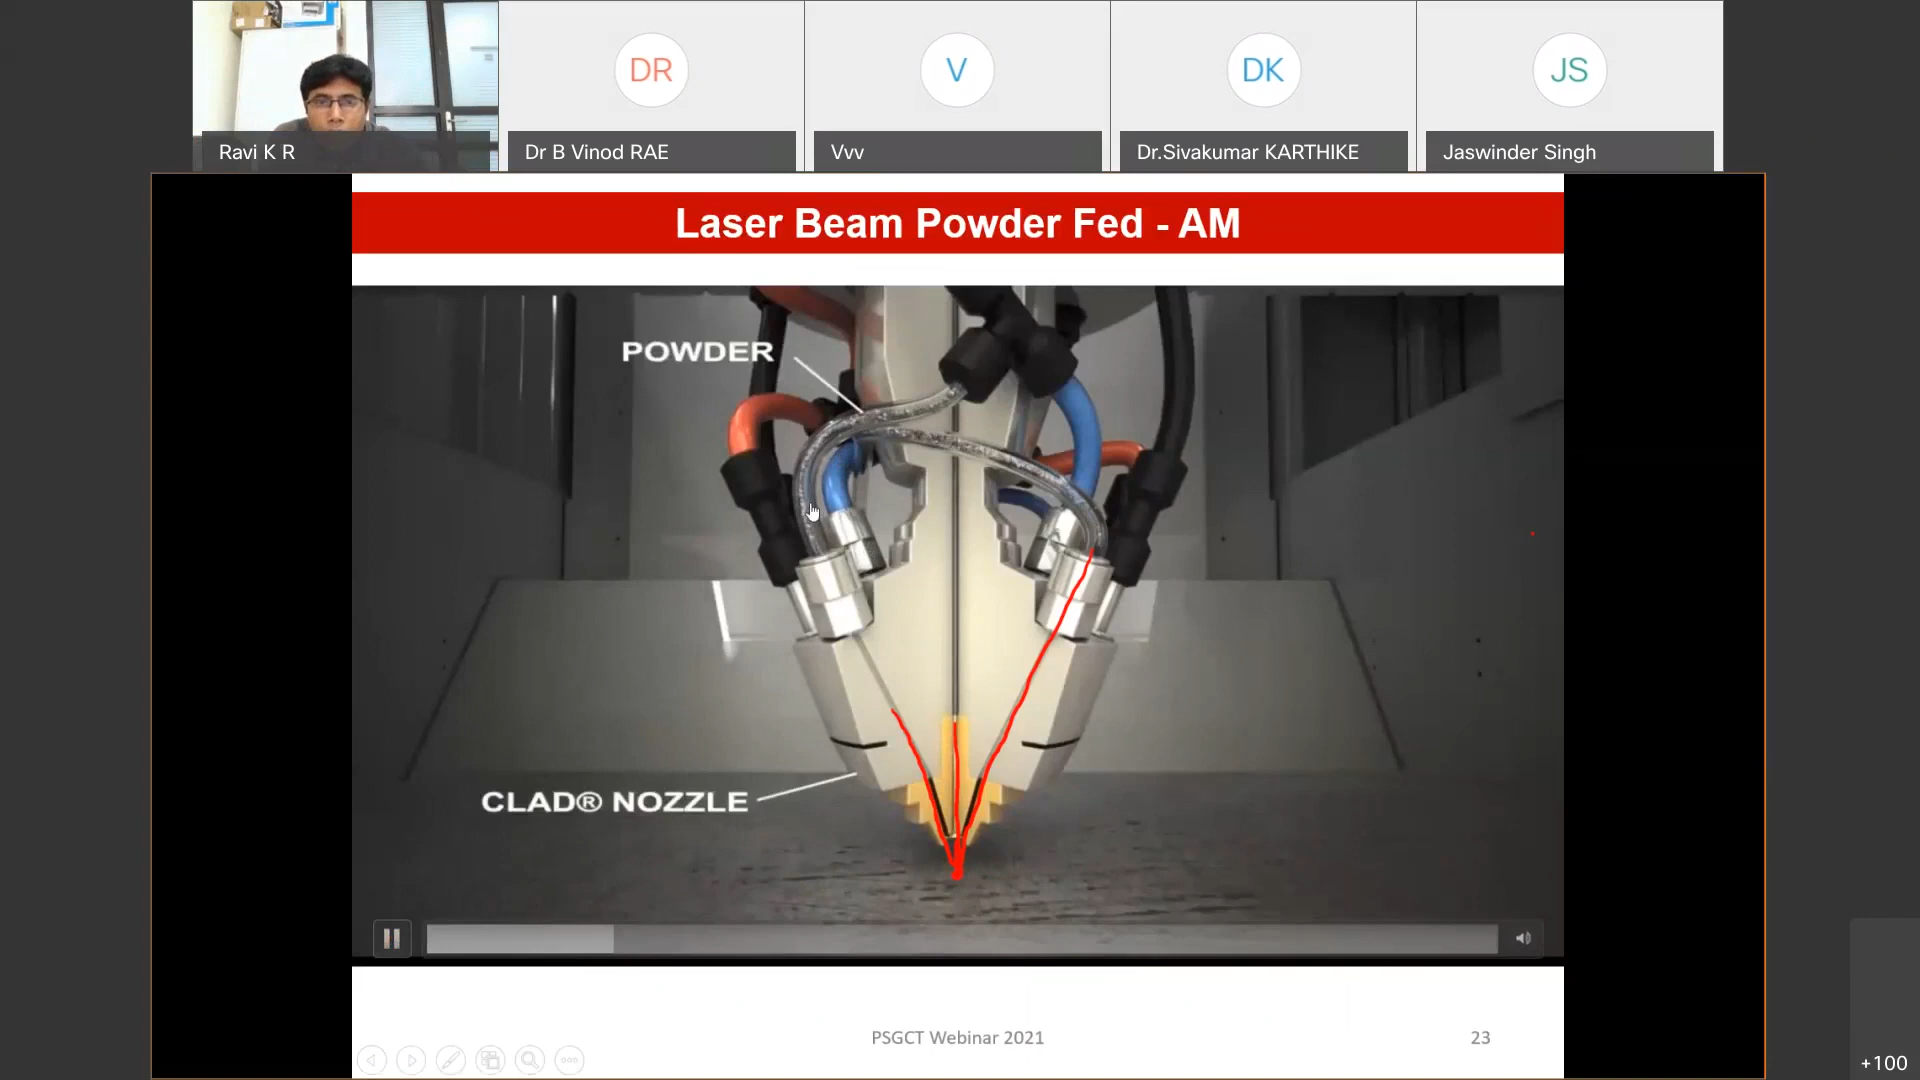 DR
V
DK
JS
Ravi K R
Dr B Vinod RAE
Vvv
Dr.Sivakumar KARTHIKE
Jaswinder Singh
Laser Beam Powder Fed - AM
POWDER
CLAD® NOZZLE
PSGCT Webinar 2021
23
+100